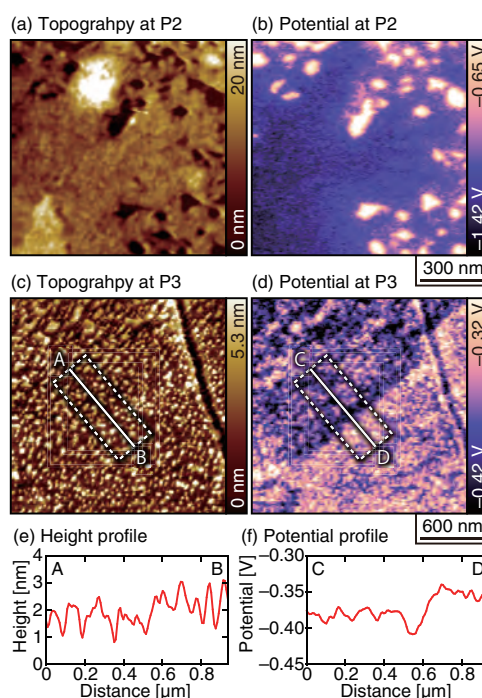 (a) Topograhpy at P2
(b) Potential at P2
20 nm
0 nm
−0.65 V
−1.42 V
300 nm
(c) Topograhpy at P3
(d) Potential at P3
A
B
5.3 nm
0 nm
C
D
−0.32 V
−0.42 V
600 nm
(e) Height profile
(f) Potential profile
Height [nm]
4
3
2
1
0
A
B
0 0.2 0.4 0.6 0.8
Distance [µm]
Potential [V]
−0.30
−0.35
−0.40
−0.45
C
D
0 0.2 0.4 0.6 0.8
Distance [µm]